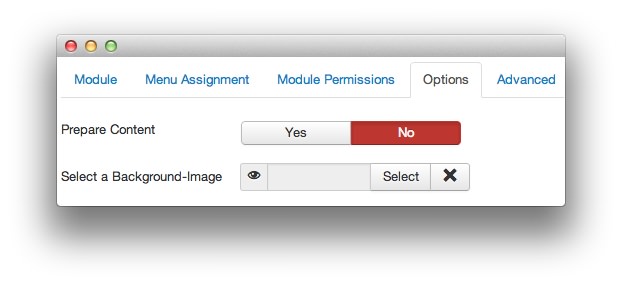 Module Menu Assignment Module Permissions Options Advanced
Prepare Content Yes No
Select a Background-Image Select